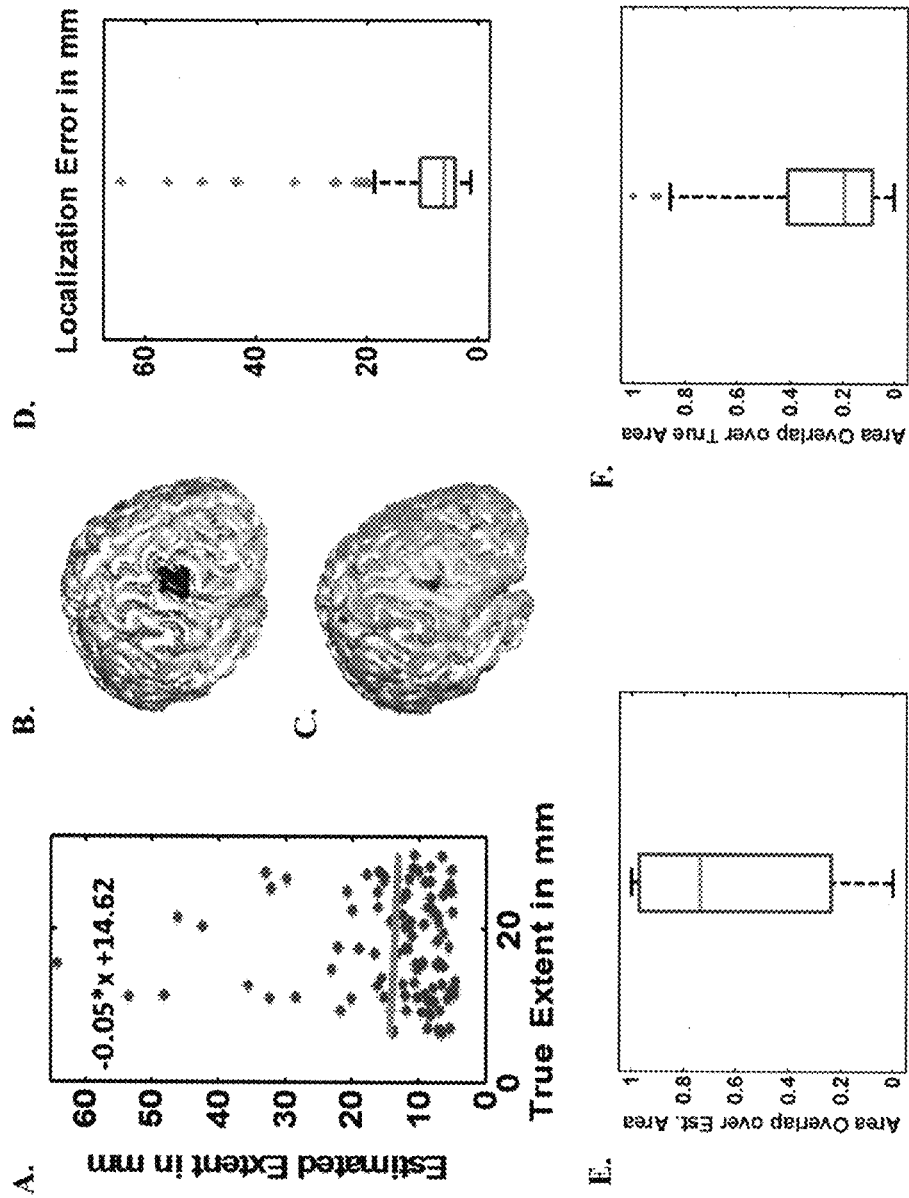 A.
-0.05*x +14.62
60
50
40
30
20
10
0
Estimated Extent in mm
0
20
True Extent in mm
B.
C.
D.
Localization Error in mm
60
40
20
0
E.
1
0.8
0.6
0.4
0.2
0
Area Overlap over Est. Area
F.
1
0.8
0.6
0.4
0.2
0
Area Overlap over True Area